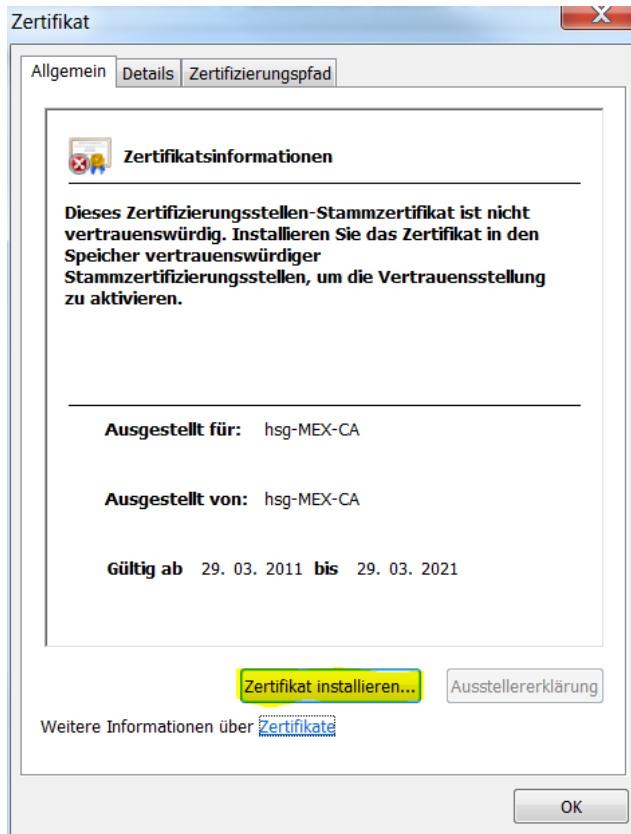 Zertifikat
Allgemein Details Zertifizierungspfad
Zertifikatsinformationen
Dieses Zertifizierungsstellen-Stammzertifikat ist nicht
vertrauenswürdig. Installieren Sie das Zertifikat in den
Speicher vertrauenswürdiger
Stammzertifizierungsstellen, um die Vertrauensstellung
zu aktivieren.
Ausgestellt für: hsg-MEX-CA
Ausgestellt von: hsg-MEX-CA
Gültig ab 29. 03. 2011 bis 29. 03. 2021
Zertifikat installieren... Ausstellererklärung
Weitere Informationen über Zertifikate
OK